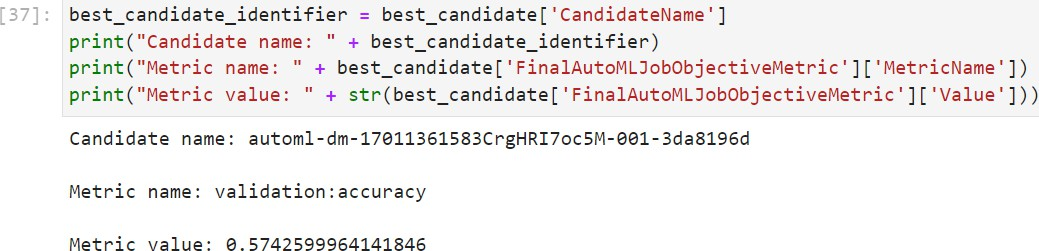 [37]: best_candidate_identifier = best_candidate['CandidateName']
print("Candidate name: " + best_candidate_identifier)
print("Metric name: " + best_candidate['FinalAutoMLJobObjectiveMetric']['MetricName'])
print("Metric value: " + str(best_candidate['FinalAutoMLJobObjectiveMetric']['Value']))
Candidate name: automl-dm-17011361583CrgHRI7oc5M-001-3da8196d
Metric name: validation:accuracy
Metric value: 0.5742599964141846